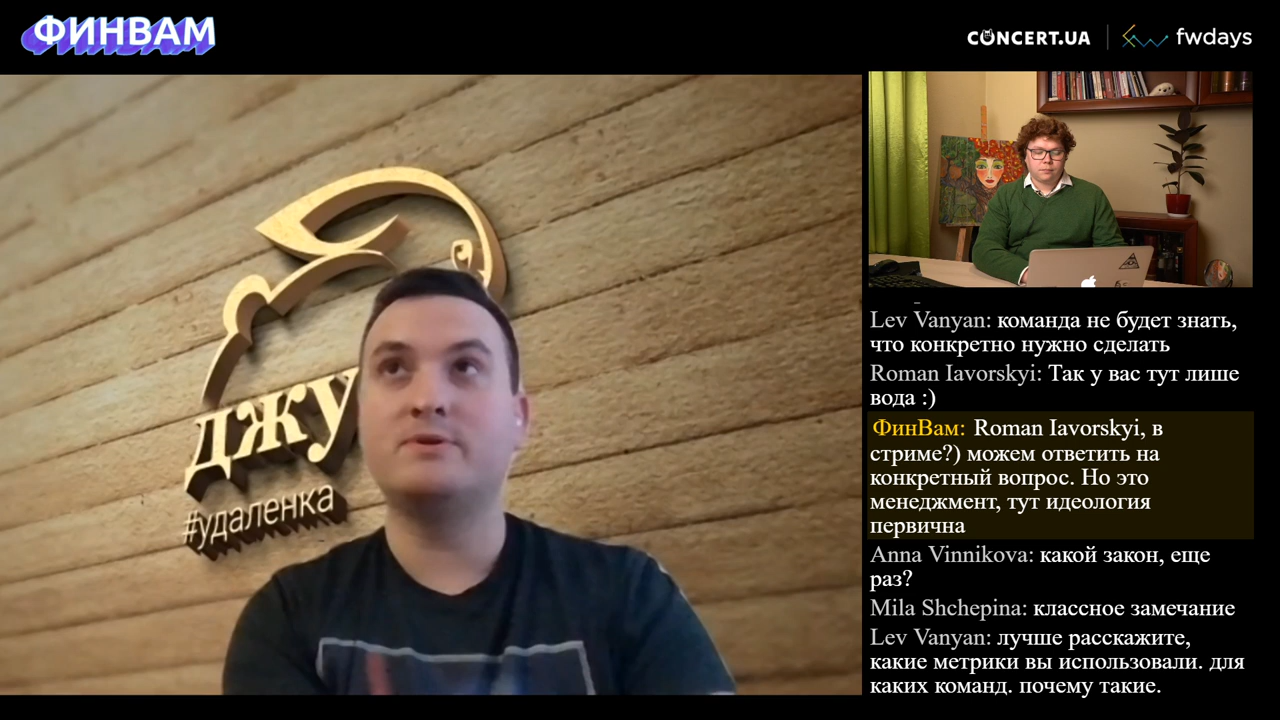 ФИНВАМ
CONCERT.UA
fwdays
джу
#удаленка
Lev Vanyan: команда не будет знать,
что конкретно нужно сделать
Roman Iavorskyi: Так у вас тут лише
вода :)
ФинВам: Roman Iavorskyi, в
стриме?) можем ответить на
конкретный вопрос. Но это
менеджмент, тут идеология
первична
Anna Vinnikova: какой закон, еще
раз?
Mila Shchepina: классное замечание
Lev Vanyan: лучше расскажите,
какие метрики вы использовали. для
каких команд. почему такие.